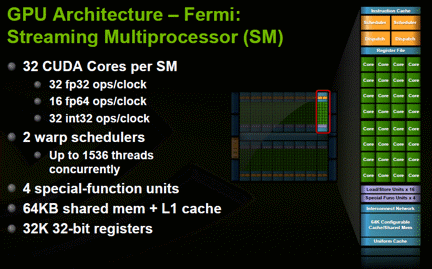 GPU Architecture – Fermi:
Streaming Multiprocessor (SM)
32 CUDA Cores per SM
32 fp32 ops/clock
16 fp64 ops/clock
32 int32 ops/clock
2 warp schedulers
Up to 1536 threads
concurrently
4 special-function units
64KB shared mem + L1 cache
32K 32-bit registers
Instruction Cache
Scheduler Scheduler
Dispatch Dispatch
Register File
Core Core Core Core
Core Core Core Core
Core Core Core Core
Core Core Core Core
Core Core Core Core
Core Core Core Core
Core Core Core Core
Core Core Core Core
Load/Store Units x 16
Special Func Units x 4
Interconnect Network
64K Configurable
Cache/Shared Mem
Uniform Cache